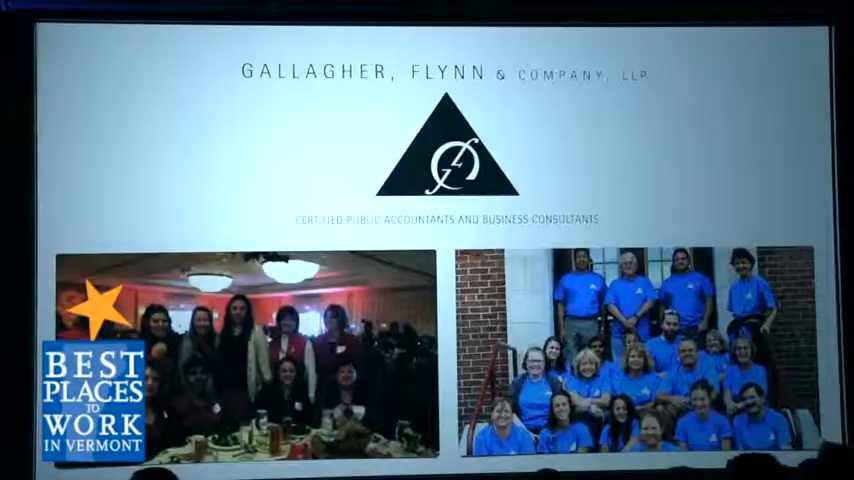 GALLAGHER, FLYNN & COMPANY, LLP
CERTIFIED PUBLIC ACCOUNTANTS AND BUSINESS CONSULTANTS
BEST
PLACES
TO
WORK
IN VERMONT